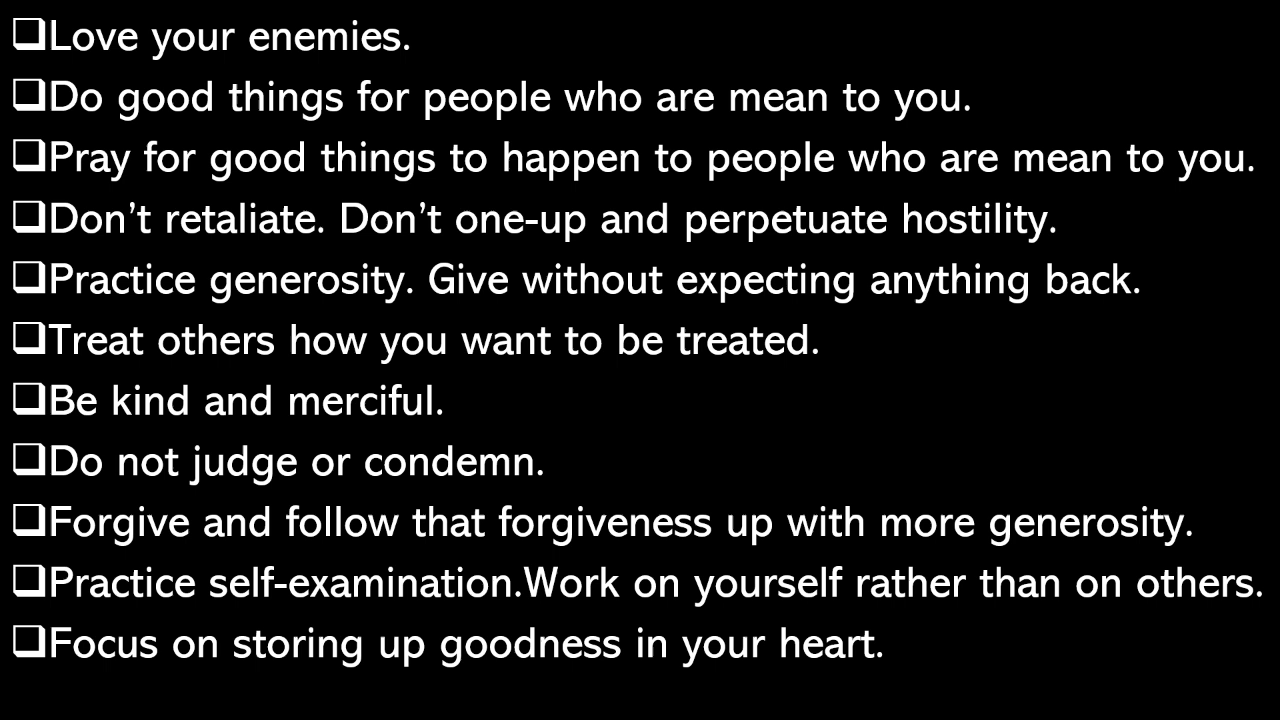 ❑Love your enemies.
❑Do good things for people who are mean to you.
❑Pray for good things to happen to people who are mean to you.
❑Don’t retaliate. Don’t one-up and perpetuate hostility.
❑Practice generosity. Give without expecting anything back.
❑Treat others how you want to be treated.
❑Be kind and merciful.
❑Do not judge or condemn.
❑Forgive and follow that forgiveness up with more generosity.
❑Practice self-examination.Work on yourself rather than on others.
❑Focus on storing up goodness in your heart.